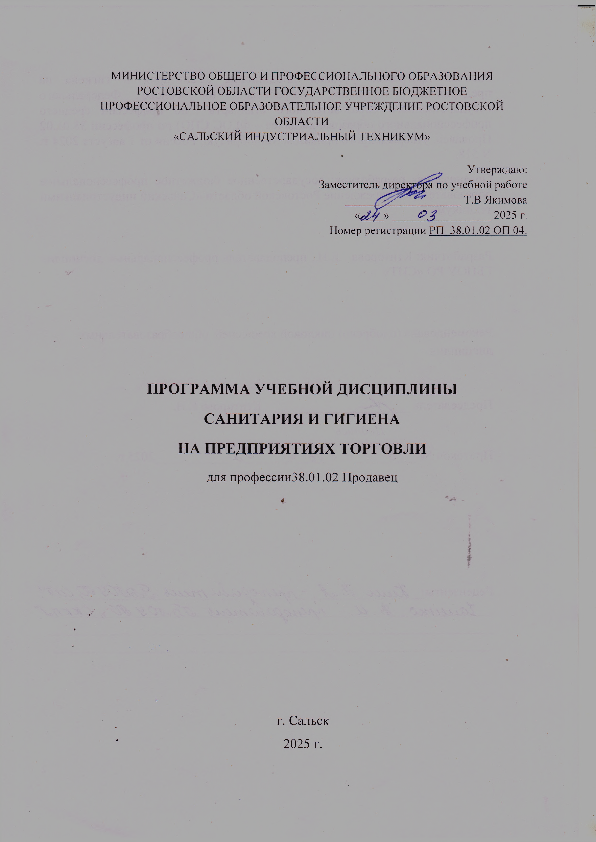 МИНИСТЕРСТВО ОБЩЕГО И ПРОФЕССИОНАЛЬНОГО ОБРАЗОВАНИЯ
РОСТОВСКОЙ ОБЛАСТИ ГОСУДАРСТВЕННОЕ БЮДЖЕТНОЕ
ПРОФЕССИОНАЛЬНОЕ ОБРАЗОВАТЕЛЬНОЕ УЧРЕЖДЕНИЕ РОСТОВСКОЙ
ОБЛАСТИ
«САЛЬСКИЙ ИНДУСТРИАЛЬНЫЙ ТЕХНИКУМ»
Утверждаю:
Заместитель директора по учебной работе
Т.В Якимова
«24» 03 2025 г.
Номер регистрации РП 38.01.02 ОП 04.
ПРОГРАММА УЧЕБНОЙ ДИСЦИПЛИНЫ
САНИТАРИЯ И ГИГИЕНА
НА ПРЕДПРИЯТИЯХ ТОРГОВЛИ
для профессии38.01.02 Продавец
г. Сальск
2025 г.